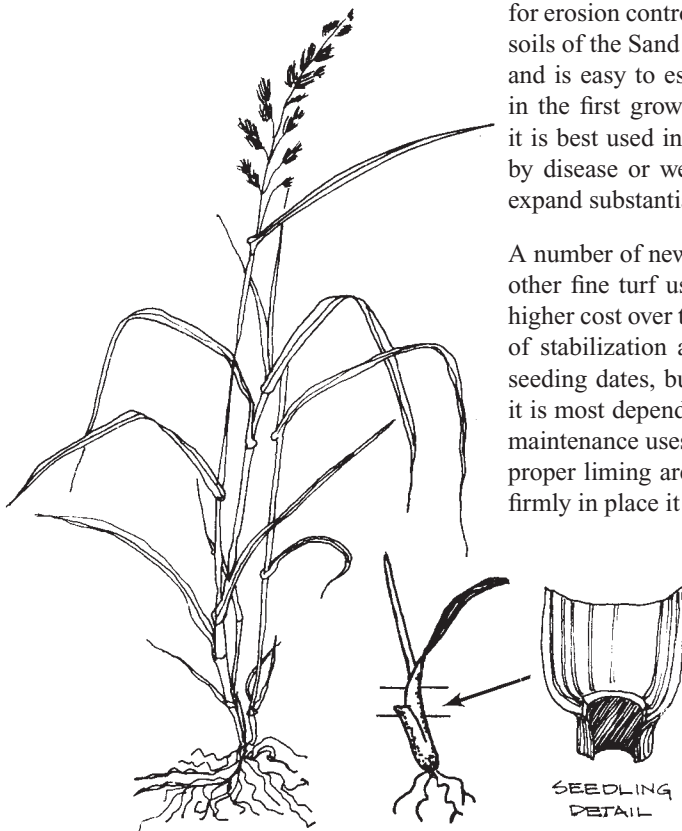 for erosion contro
soils of the Sand
and is easy to es
in the first grow
it is best used in
by disease or we
expand substantia
A number of new
other fine turf us
higher cost over t
of stabilization a
seeding dates, bu
it is most depend
maintenance uses
proper liming are
firmly in place it
SEEDLING
DETAIL